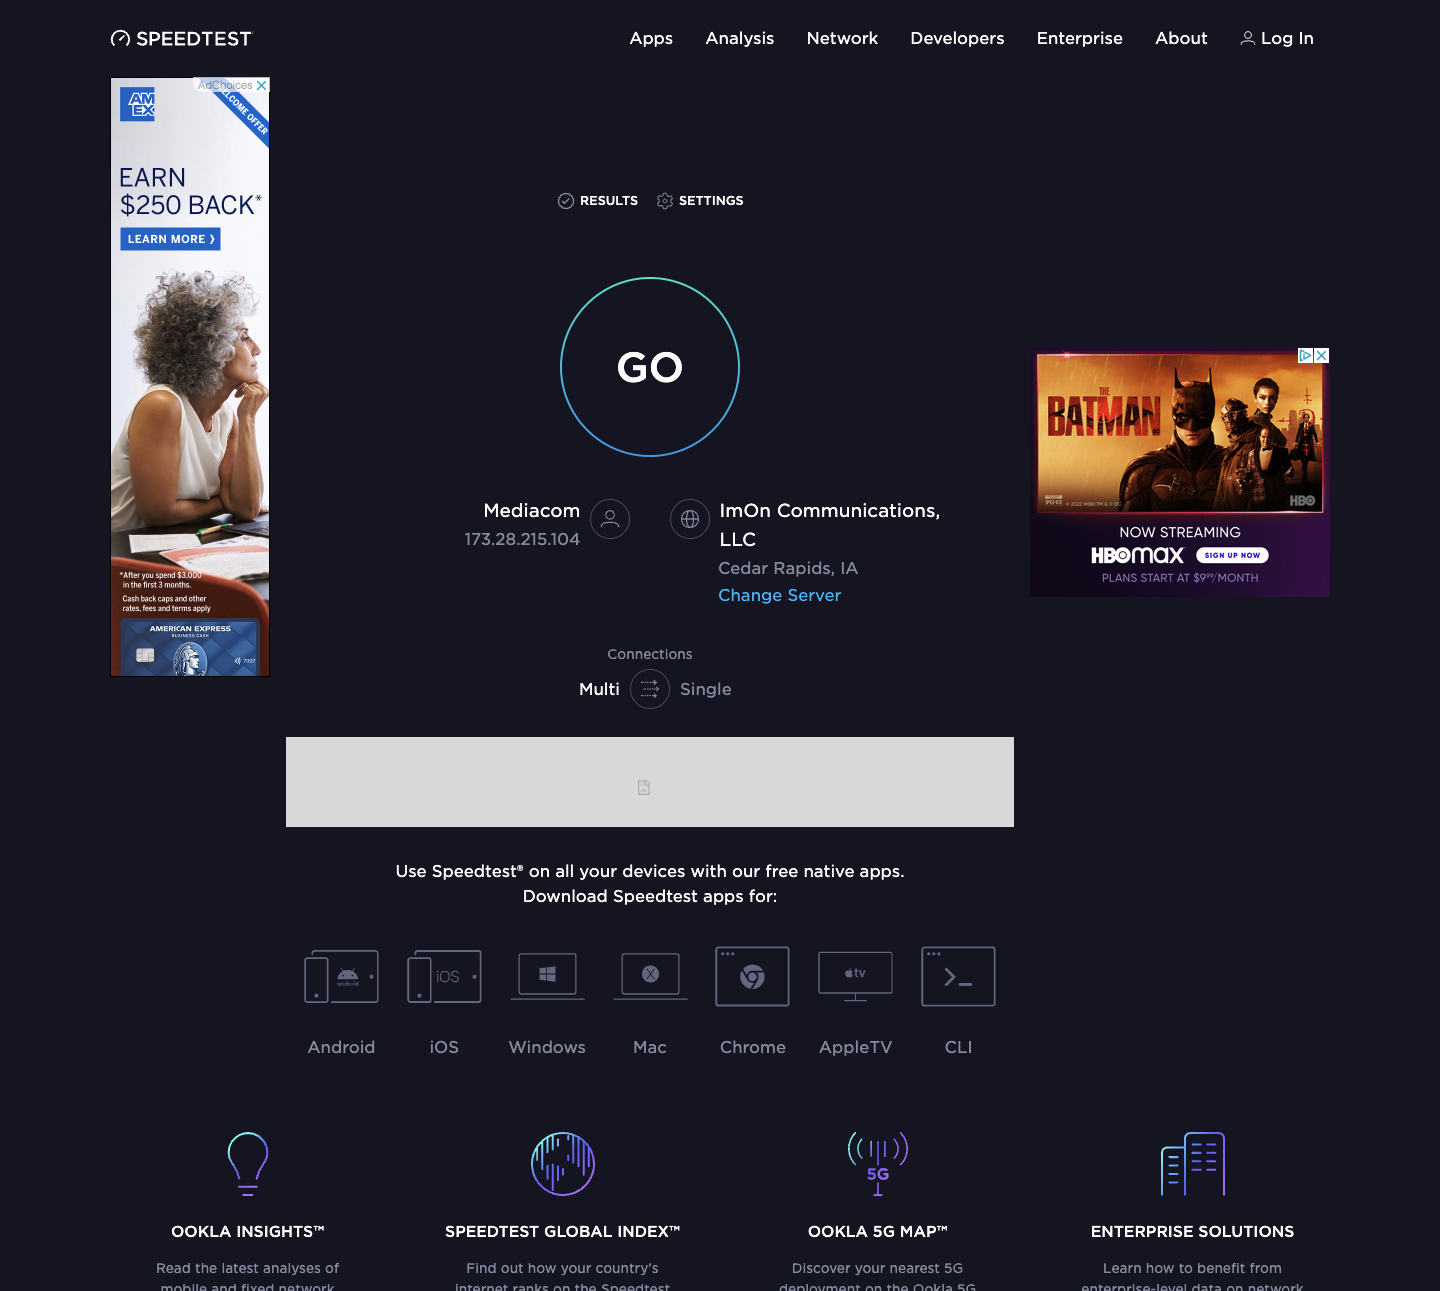 SPEEDTEST
Apps Analysis Network Developers Enterprise About Log In
AdChoices
AM
EX
WELCOME OFFER
EARN
$250 BACK*
LEARN MORE ❯
*After you spend $3,000
in the first 3 months.
Cash back caps and other
rates, fees and terms apply
AMERICAN EXPRESS
BUSINESS CASH
7997
RESULTS SETTINGS
GO
Mediacom
173.28.215.104
ImOn Communications,
LLC
Cedar Rapids, IA
Change Server
THE
BATMAN
HBO
NOW STREAMING
HBOmax SIGN UP NOW
PLANS START AT $9⁹⁹/MONTH
Connections
Multi Single
Use Speedtest® on all your devices with our free native apps.
Download Speedtest apps for:
android iOS X tv
Android iOS Windows Mac Chrome AppleTV CLI
5G
OOKLA INSIGHTS™
Read the latest analyses of
mobile and fixed network
SPEEDTEST GLOBAL INDEX™
Find out how your country's
internet ranks on the Speedtest
OOKLA 5G MAP™
Discover your nearest 5G
deployment on the Ookla 5G
ENTERPRISE SOLUTIONS
Learn how to benefit from
enterprise-level data on network